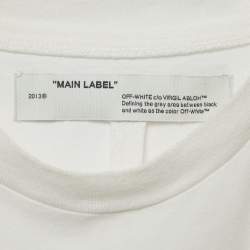 "MAIN LABEL"
2013® OFF-WHITE c/o VIRGIL ABLOH™
Defining the grey area between black
and white as the color Off-White™